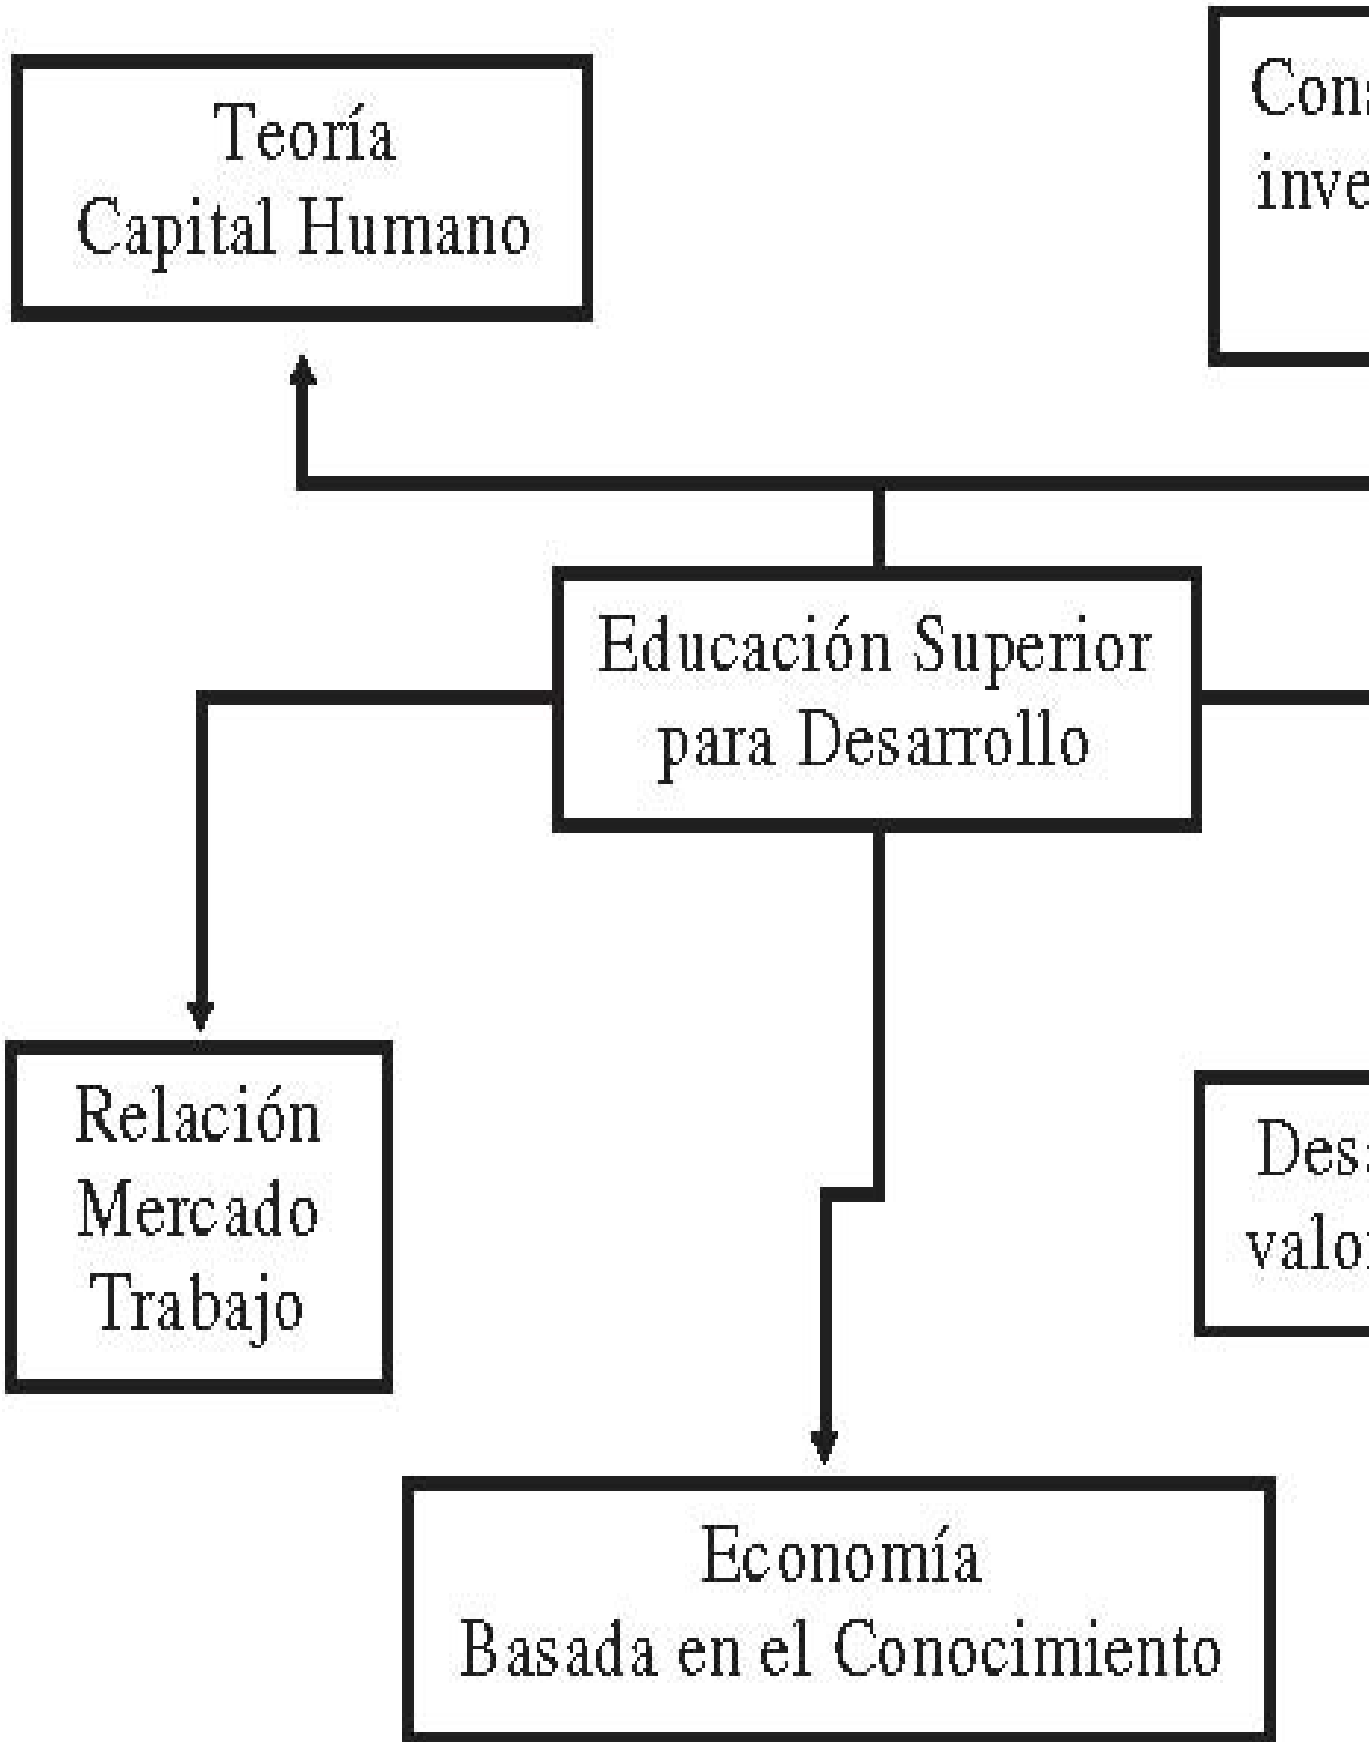 Teoría
Capital Humano
Educación Superior
para Desarrollo
Relación
Mercado
Trabajo
Economía
Basada en el Conocimiento